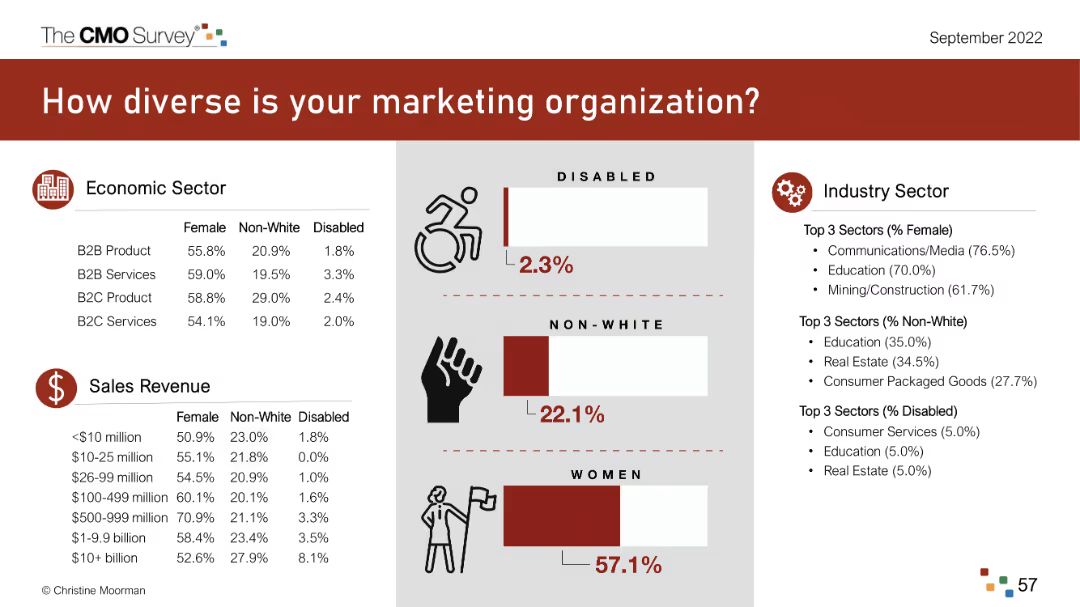 The CMO Survey®
September 2022
How diverse is your marketing organization?
Economic Sector
Female Non-White Disabled
B2B Product 55.8% 20.9% 1.8%
B2B Services 59.0% 19.5% 3.3%
B2C Product 58.8% 29.0% 2.4%
B2C Services 54.1% 19.0% 2.0%
$ Sales Revenue
Female Non-White Disabled
<$10 million 50.9% 23.0% 1.8%
$10-25 million 55.1% 21.8% 0.0%
$26-99 million 54.5% 20.9% 1.0%
$100-499 million 60.1% 20.1% 1.6%
$500-999 million 70.9% 21.1% 3.3%
$1-9.9 billion 58.4% 23.4% 3.5%
$10+ billion 52.6% 27.9% 8.1%
DISABLED
2.3%
NON-WHITE
22.1%
WOMEN
57.1%
Industry Sector
Top 3 Sectors (% Female)
• Communications/Media (76.5%)
• Education (70.0%)
• Mining/Construction (61.7%)
Top 3 Sectors (% Non-White)
• Education (35.0%)
• Real Estate (34.5%)
• Consumer Packaged Goods (27.7%)
Top 3 Sectors (% Disabled)
• Consumer Services (5.0%)
• Education (5.0%)
• Real Estate (5.0%)
© Christine Moorman
57